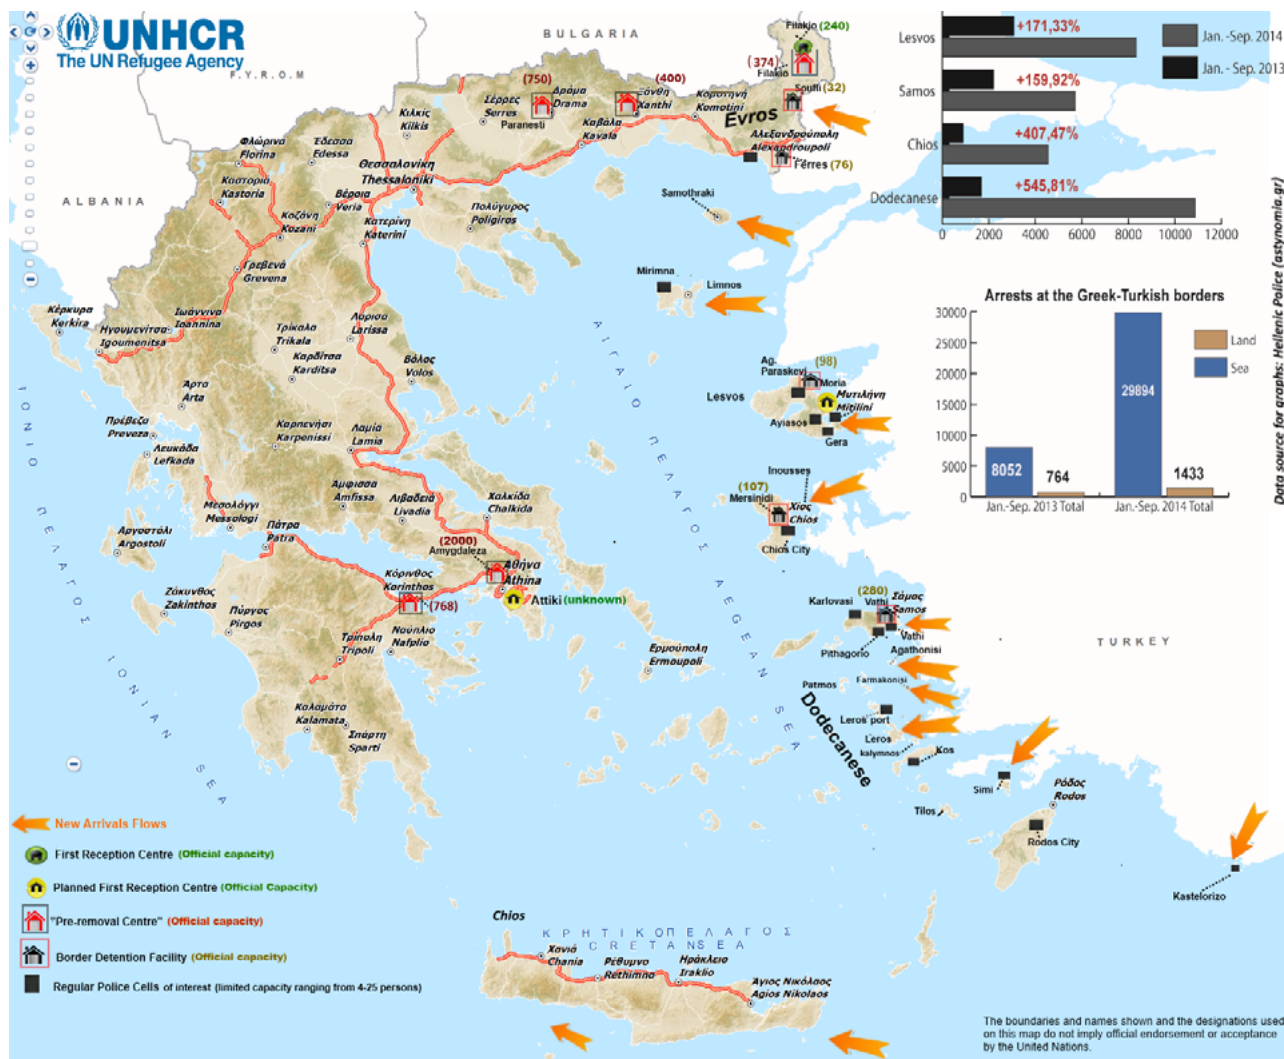 UNHCR
The UN Refugee Agency
BULGARIA
F.Y.R.O.M
ALBANIA
TURKEY
Filakio (240)
(374)
Filakio
Soufli (32)
Evros
(750)
Δράμα
Drama
Paranesti
(400)
Ξάνθη
Xanthi
Σέρρες
Serres
Κομοτηνή
Komotini
Καβάλα
Kavala
Αλεξανδρούπολη
Alexandroupoli
Ferres (76)
Κιλκίς
Kilkis
Φλώρινα
Florina
Έδεσσα
Edessa
Θεσσαλονίκη
Thessaloniki
Καστοριά
Kastoria
Βέροια
Veria
Κοζάνη
Kozani
Κατερίνη
Katerini
Πολύγυρος
Poligiros
Samothraki
Γρεβενά
Grevena
Mirimna
Limnos
Κέρκυρα
Kerkira
Ηγουμενίτσα
Igoumenitsa
Ιωάννινα
Ioannina
Τρίκαλα
Trikala
Λάρισα
Larissa
Καρδίτσα
Karditsa
Βόλος
Volos
Άρτα
Arta
Πρέβεζα
Preveza
Λευκάδα
Lefkada
Καρπενήσι
Karpenissi
Λαμία
Lamia
Ag.
Paraskevi
(98)
Moria
Μυτιλήνη
Mitilini
Lesvos
Ayiasos
Gera
Άμφισσα
Amfissa
Λιβαδειά
Livadia
Χαλκίδα
Chalkida
Μεσολόγγι
Messologi
Inousses
(107)
Mersinidi
Χίος
Chios
Chios City
Αργοστόλι
Argostoli
Πάτρα
Patra
(2000)
Amygdaleza
Αθήνα
Athina
Κόρινθος
Korinthos
(768)
Attiki (unknown)
Ζάκυνθος
Zakinthos
Πύργος
Pirgos
Ναύπλιο
Nafplio
Τρίπολη
Tripoli
Ερμούπολη
Ermoupoli
(280)
Karlovasi
Vathi
Σάμος
Samos
Vathi
Pithagorio
Agathonisi
Farmakonisi
Patmos
Leros port
Leros
kalymnos
Kos
Dodecanese
Καλαμάτα
Kalamata
Σπάρτη
Sparti
Simi
Ρόδος
Rodos
Tilos
Rodos City
Kastelorizo
ΙΟΝΙΟ ΠΕΛΑΓΟΣ
IONIAN SEA
ΑΙΓΑΙΟ ΠΕΛΑΓΟΣ
AEGEAN SEA
Chios
ΚΡΗΤΙΚΟ ΠΕΛΑΓΟΣ
CRETAN SEA
Χανιά
Chania
Ρέθυμνο
Rethimno
Ηράκλειο
Iraklio
Άγιος Νικόλαος
Agios Nikolaos
New Arrivals Flows
First Reception Centre (Official capacity)
Planned First Reception Centre (Official Capacity)
"Pre-removal Centre" (Official capacity)
Border Detention Facility (Official capacity)
Regular Police Cells of interest (limited capacity ranging from 4-25 persons)
Lesvos
+171,33%
Samos
+159,92%
Chios
+407,47%
Dodecanese
+545,81%
Jan. -Sep. 2014
Jan. - Sep. 2013
0 2000 4000 6000 8000 10000 12000
Arrests at the Greek-Turkish borders
30000
25000
20000
15000
10000
5000
0
Land
Sea
8052
764
29894
1433
Jan.-Sep. 2013 Total
Jan.-Sep. 2014 Total
Data source for graphs: Hellenic Police (astynomia.gr)
The boundaries and names shown and the designations used
on this map do not imply official endorsement or acceptance
by the United Nations.